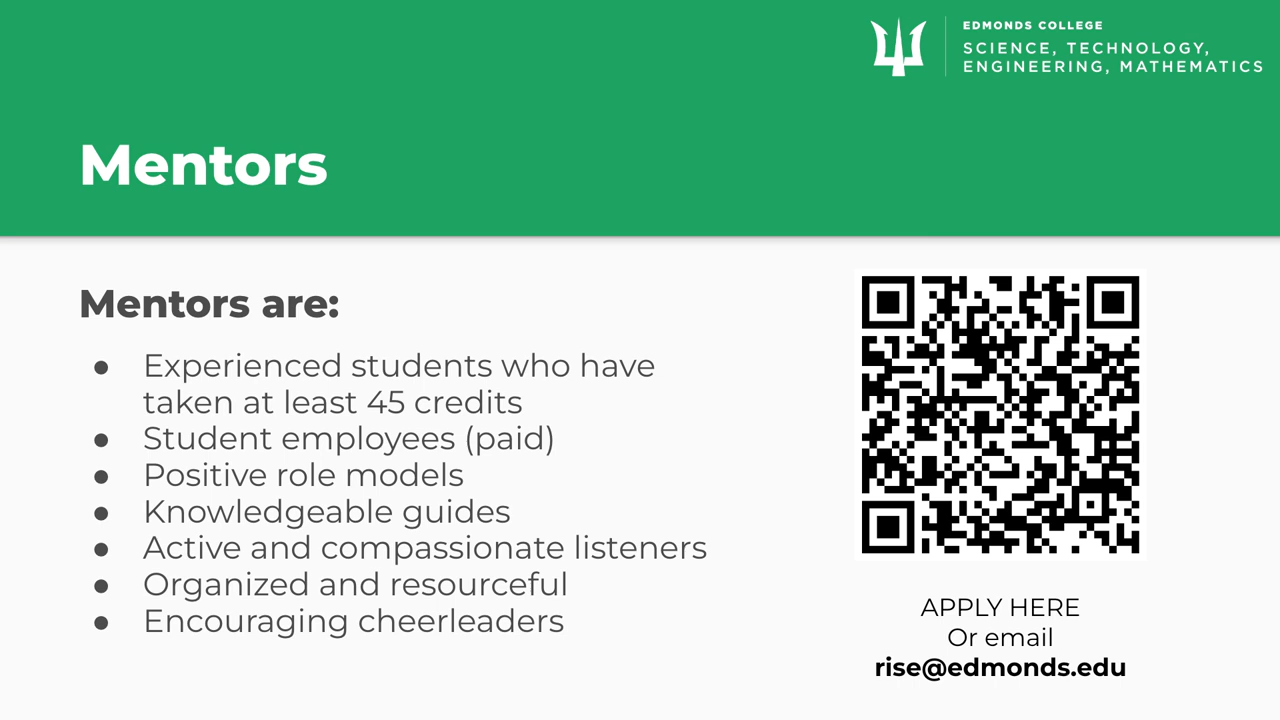 EDMONDS COLLEGE
SCIENCE, TECHNOLOGY,
ENGINEERING, MATHEMATICS
Mentors
Mentors are:
● Experienced students who have
taken at least 45 credits
● Student employees (paid)
● Positive role models
● Knowledgeable guides
● Active and compassionate listeners
● Organized and resourceful
● Encouraging cheerleaders
APPLY HERE
Or email
rise@edmonds.edu